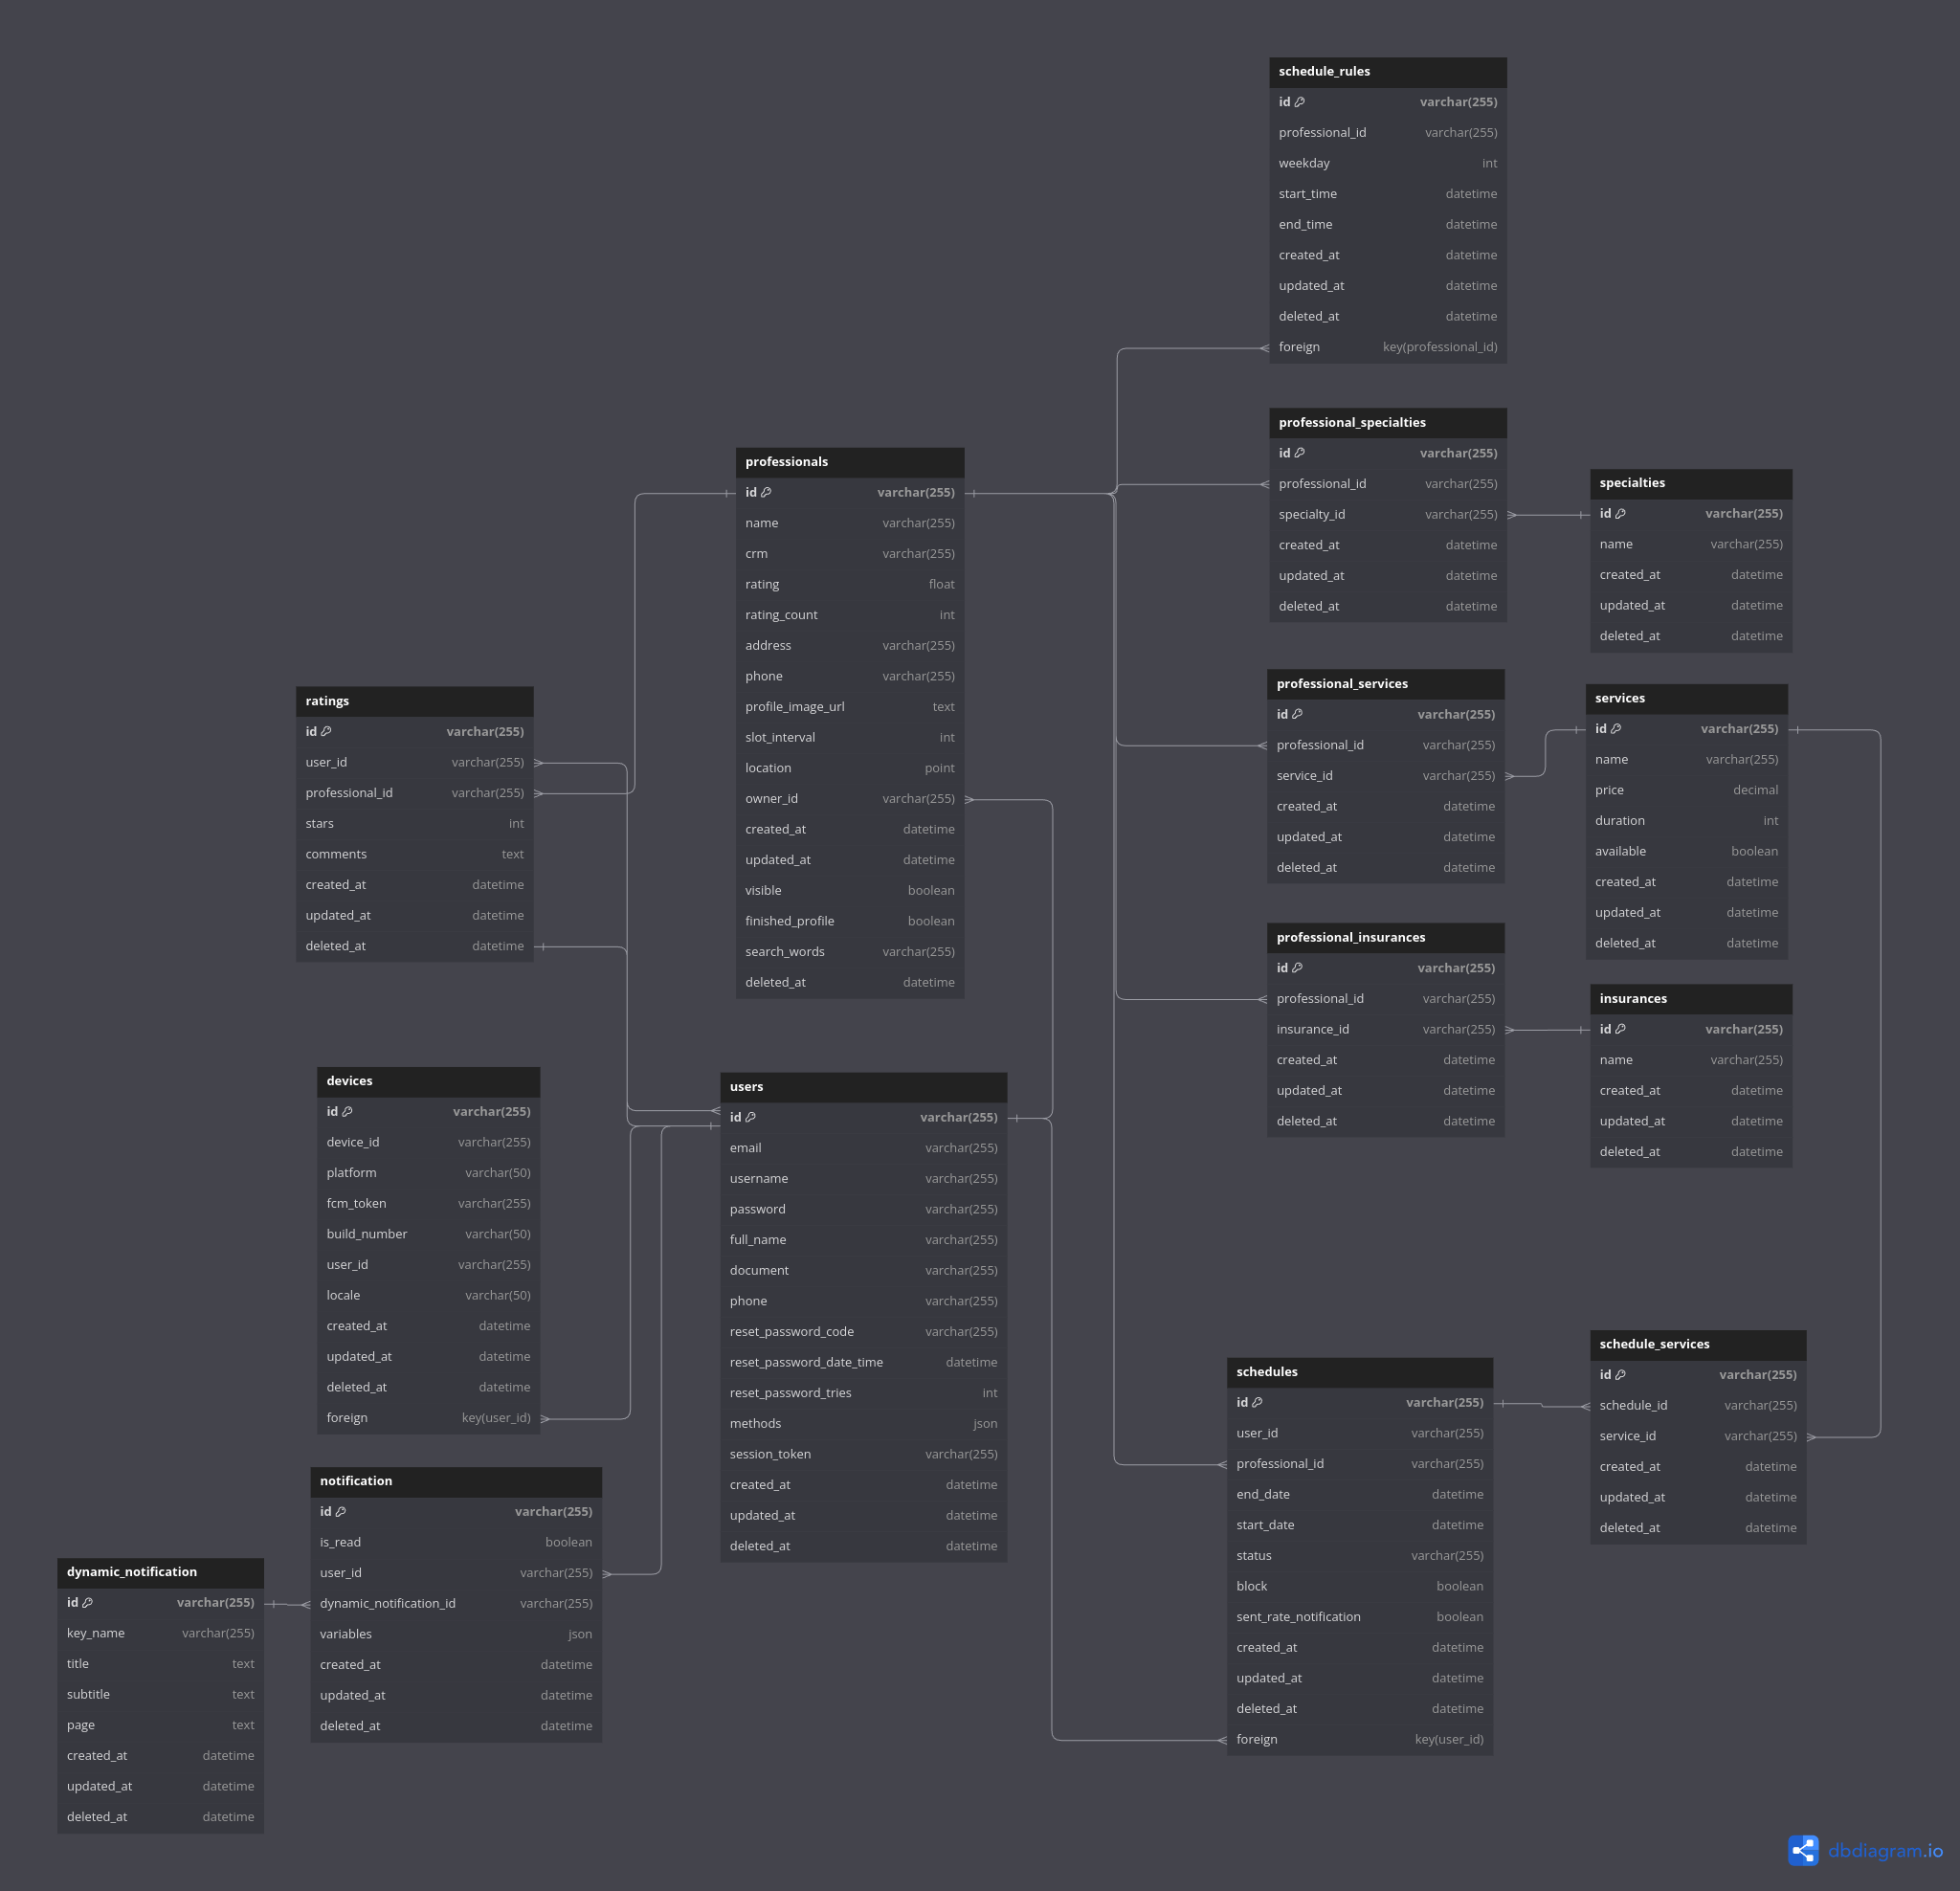 schedule_rules
id varchar(255)
professional_id varchar(255)
weekday int
start_time datetime
end_time datetime
created_at datetime
updated_at datetime
deleted_at datetime
foreign key(professional_id)
professional_specialties
id varchar(255)
professional_id varchar(255)
specialty_id varchar(255)
created_at datetime
updated_at datetime
deleted_at datetime
specialties
id varchar(255)
name varchar(255)
created_at datetime
updated_at datetime
deleted_at datetime
professionals
id varchar(255)
name varchar(255)
crm varchar(255)
rating float
rating_count int
address varchar(255)
phone varchar(255)
profile_image_url text
slot_interval int
location point
owner_id varchar(255)
created_at datetime
updated_at datetime
visible boolean
finished_profile boolean
search_words varchar(255)
deleted_at datetime
professional_services
id varchar(255)
professional_id varchar(255)
service_id varchar(255)
created_at datetime
updated_at datetime
deleted_at datetime
services
id varchar(255)
name varchar(255)
price decimal
duration int
available boolean
created_at datetime
updated_at datetime
deleted_at datetime
ratings
id varchar(255)
user_id varchar(255)
professional_id varchar(255)
stars int
comments text
created_at datetime
updated_at datetime
deleted_at datetime
professional_insurances
id varchar(255)
professional_id varchar(255)
insurance_id varchar(255)
created_at datetime
updated_at datetime
deleted_at datetime
insurances
id varchar(255)
name varchar(255)
created_at datetime
updated_at datetime
deleted_at datetime
devices
id varchar(255)
device_id varchar(255)
platform varchar(50)
fcm_token varchar(255)
build_number varchar(50)
user_id varchar(255)
locale varchar(50)
created_at datetime
updated_at datetime
deleted_at datetime
foreign key(user_id)
users
id varchar(255)
email varchar(255)
username varchar(255)
password varchar(255)
full_name varchar(255)
document varchar(255)
phone varchar(255)
reset_password_code varchar(255)
reset_password_date_time datetime
reset_password_tries int
methods json
session_token varchar(255)
created_at datetime
updated_at datetime
deleted_at datetime
schedules
id varchar(255)
user_id varchar(255)
professional_id varchar(255)
end_date datetime
start_date datetime
status varchar(255)
block boolean
sent_rate_notification boolean
created_at datetime
updated_at datetime
deleted_at datetime
foreign key(user_id)
schedule_services
id varchar(255)
schedule_id varchar(255)
service_id varchar(255)
created_at datetime
updated_at datetime
deleted_at datetime
notification
id varchar(255)
is_read boolean
user_id varchar(255)
dynamic_notification_id varchar(255)
variables json
created_at datetime
updated_at datetime
deleted_at datetime
dynamic_notification
id varchar(255)
key_name varchar(255)
title text
subtitle text
page text
created_at datetime
updated_at datetime
deleted_at datetime
dbdiagram.io